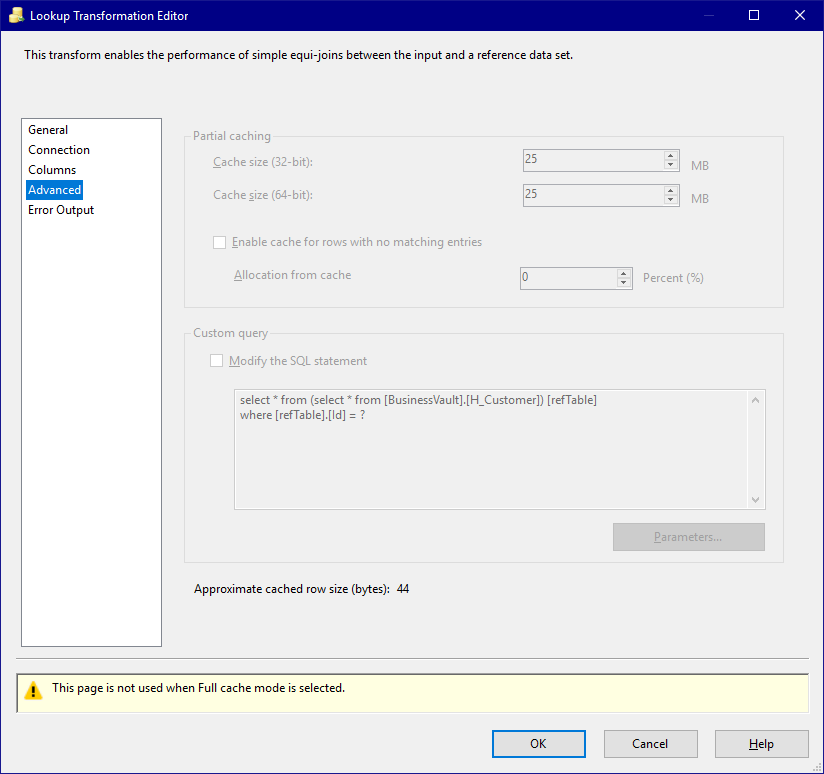 Lookup Transformation Editor
This transform enables the performance of simple equi-joins between the input and a reference data set.
General
Connection
Columns
Advanced
Error Output
Partial caching
Cache size (32-bit):
25
MB
Cache size (64-bit):
25
MB
Enable cache for rows with no matching entries
Allocation from cache
0
Percent (%)
Custom query
Modify the SQL statement
select * from (select * from [BusinessVault].[H_Customer]) [refTable]
where [refTable].[Id] = ?
Parameters...
Approximate cached row size (bytes): 44
This page is not used when Full cache mode is selected.
OK
Cancel
Help